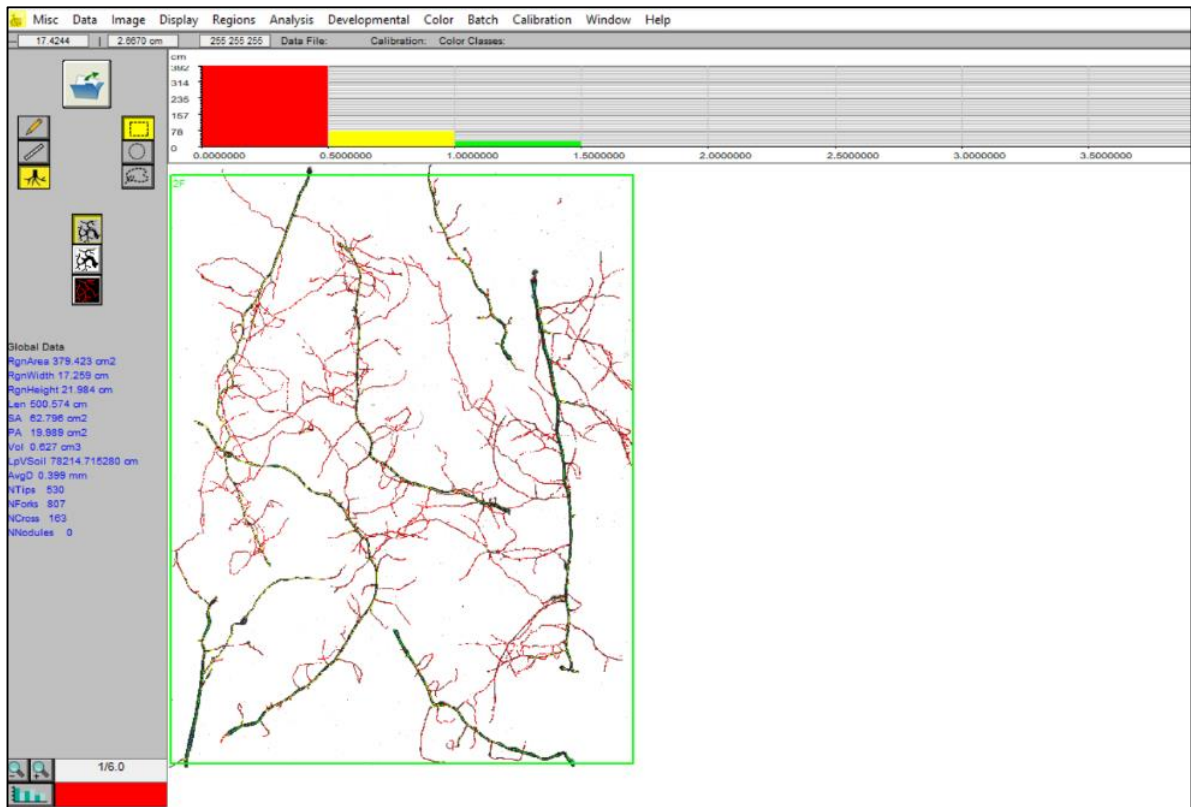 Misc Data Image Display Regions Analysis Developmental Color Batch Calibration Window Help
17.4244 | 2.6670 cm 255 255 255 Data File: Calibration: Color Classes:
cm
392
314
235
157
78
0
0.0000000 0.5000000 1.0000000 1.5000000 2.0000000 2.5000000 3.0000000 3.5000000
2F
Global Data
RgnArea 379.423 cm2
RgnWidth 17.259 cm
RgnHeight 21.984 cm
Len 500.574 cm
SA 62.796 cm2
PA 19.989 cm2
Vol 0.627 cm3
LpVSoil 78214.715280 cm
AvgD 0.399 mm
NTips 530
NForks 807
NCross 163
NNodules 0
1/6.0